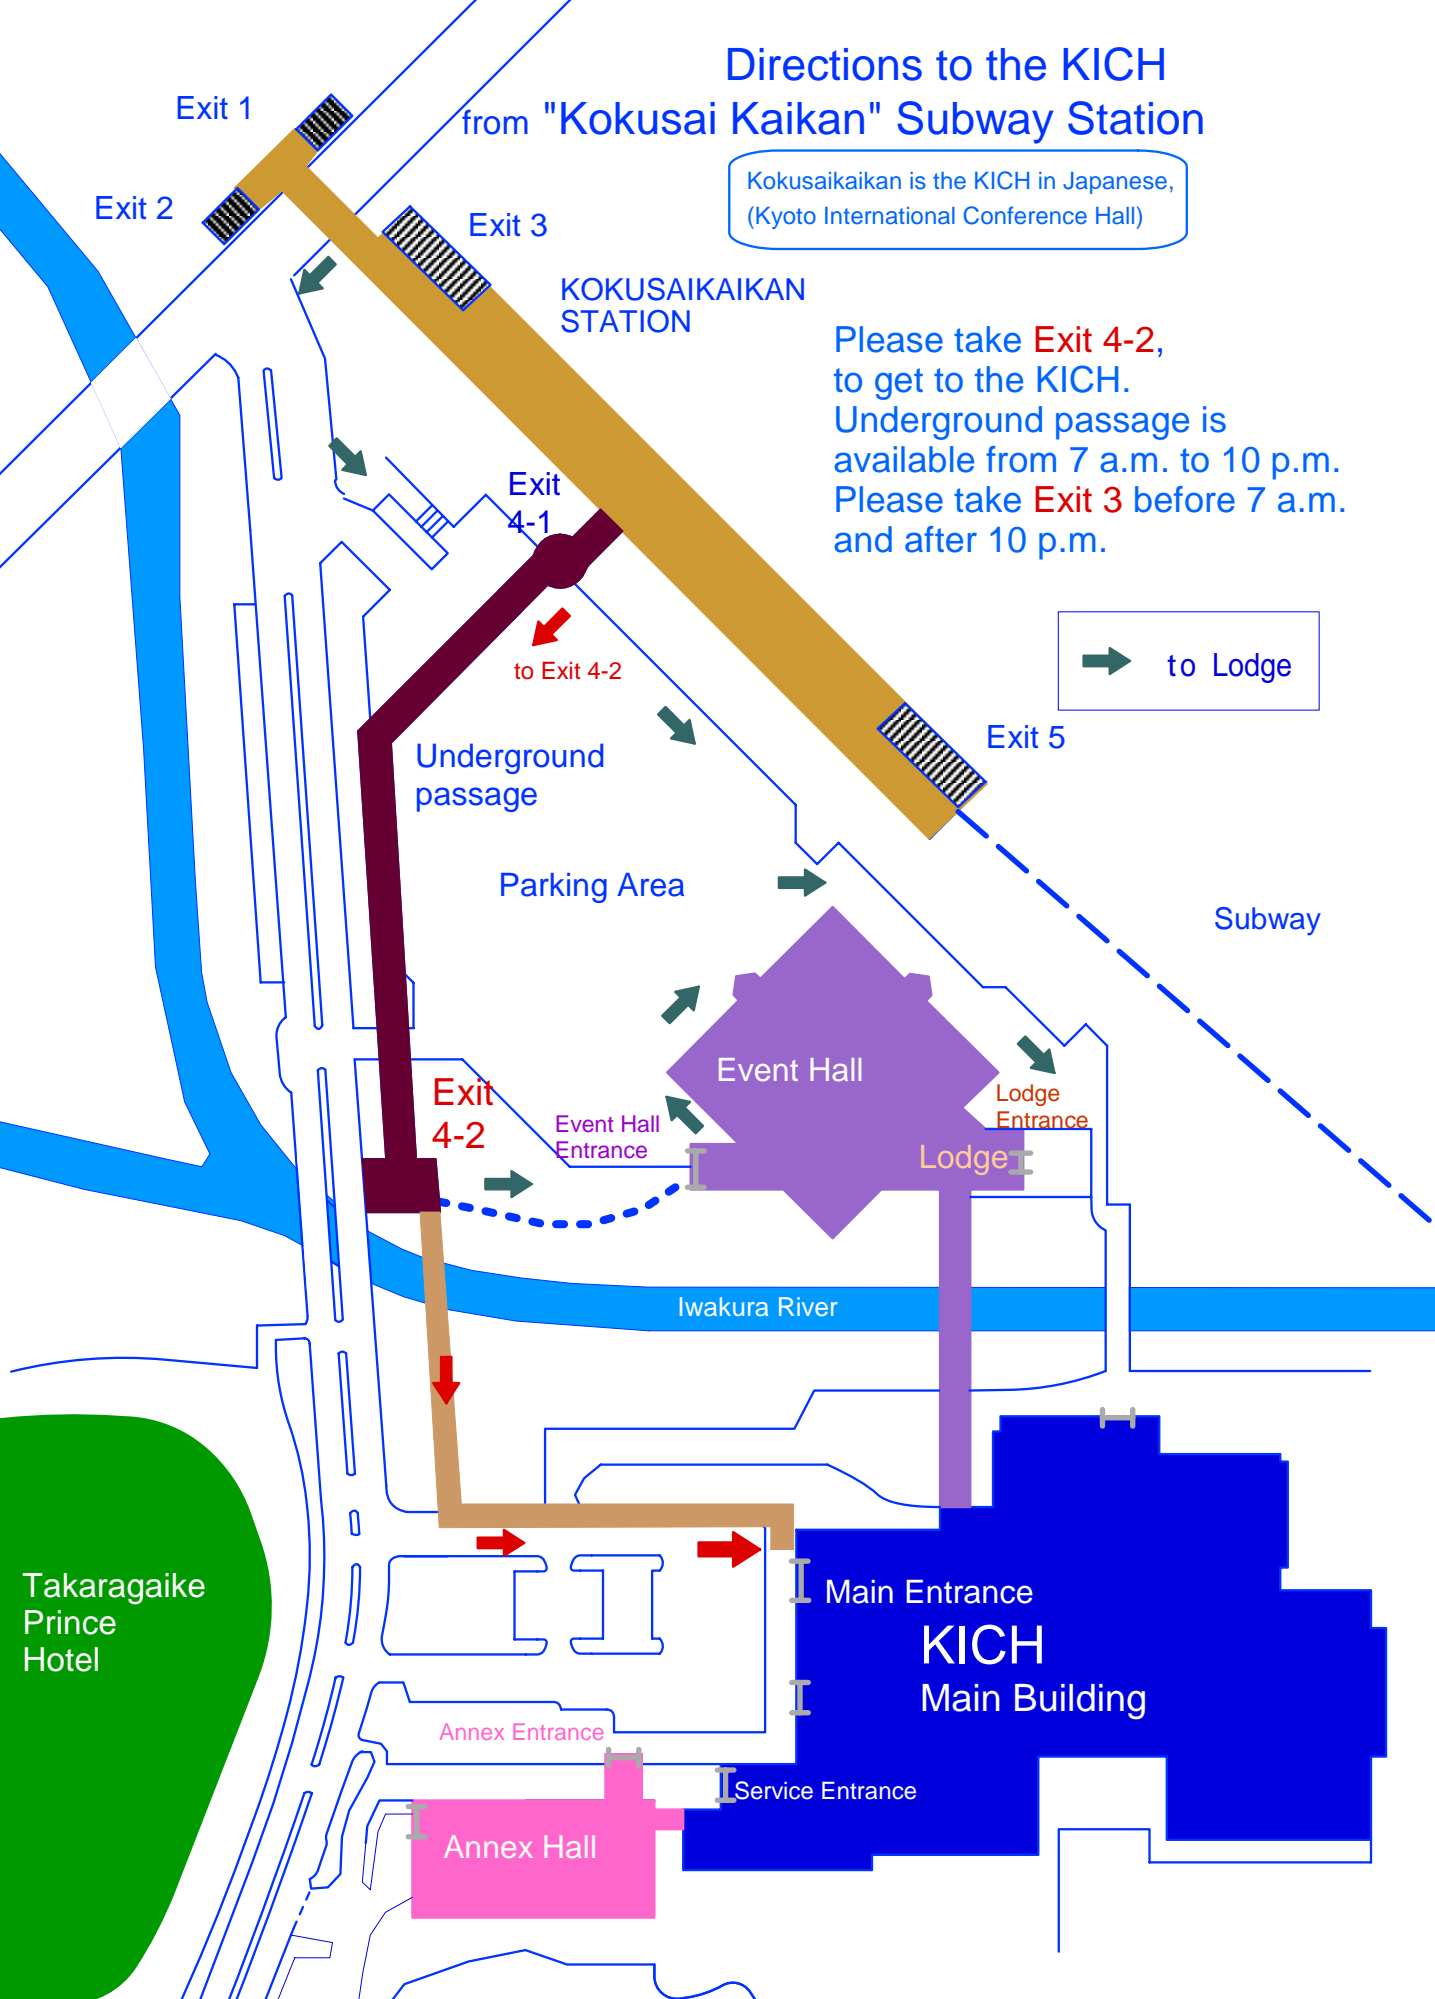 Directions to the KICH
from "Kokusai Kaikan" Subway Station
Kokusaikaikan is the KICH in Japanese,
(Kyoto International Conference Hall)
Exit 1
Exit 2
Exit 3
KOKUSAIKAIKAN
STATION
Please take Exit 4-2,
to get to the KICH.
Underground passage is
available from 7 a.m. to 10 p.m.
Please take Exit 3 before 7 a.m.
and after 10 p.m.
Exit
4-1
to Exit 4-2
to Lodge
Exit 5
Underground
passage
Parking Area
Subway
Event Hall
Exit
4-2
Event Hall
Entrance
Lodge
Entrance
Lodge
Iwakura River
Takaragaike
Prince
Hotel
Main Entrance
KICH
Main Building
Annex Entrance
Service Entrance
Annex Hall